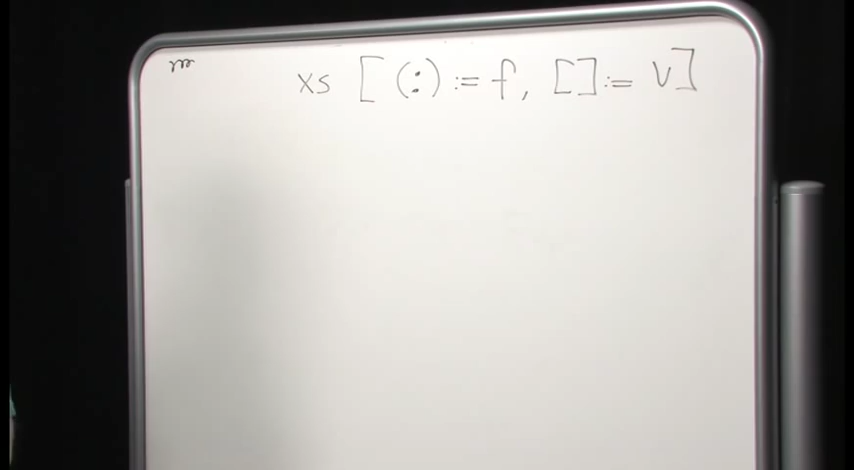 xs [(:) := f, [] := v]